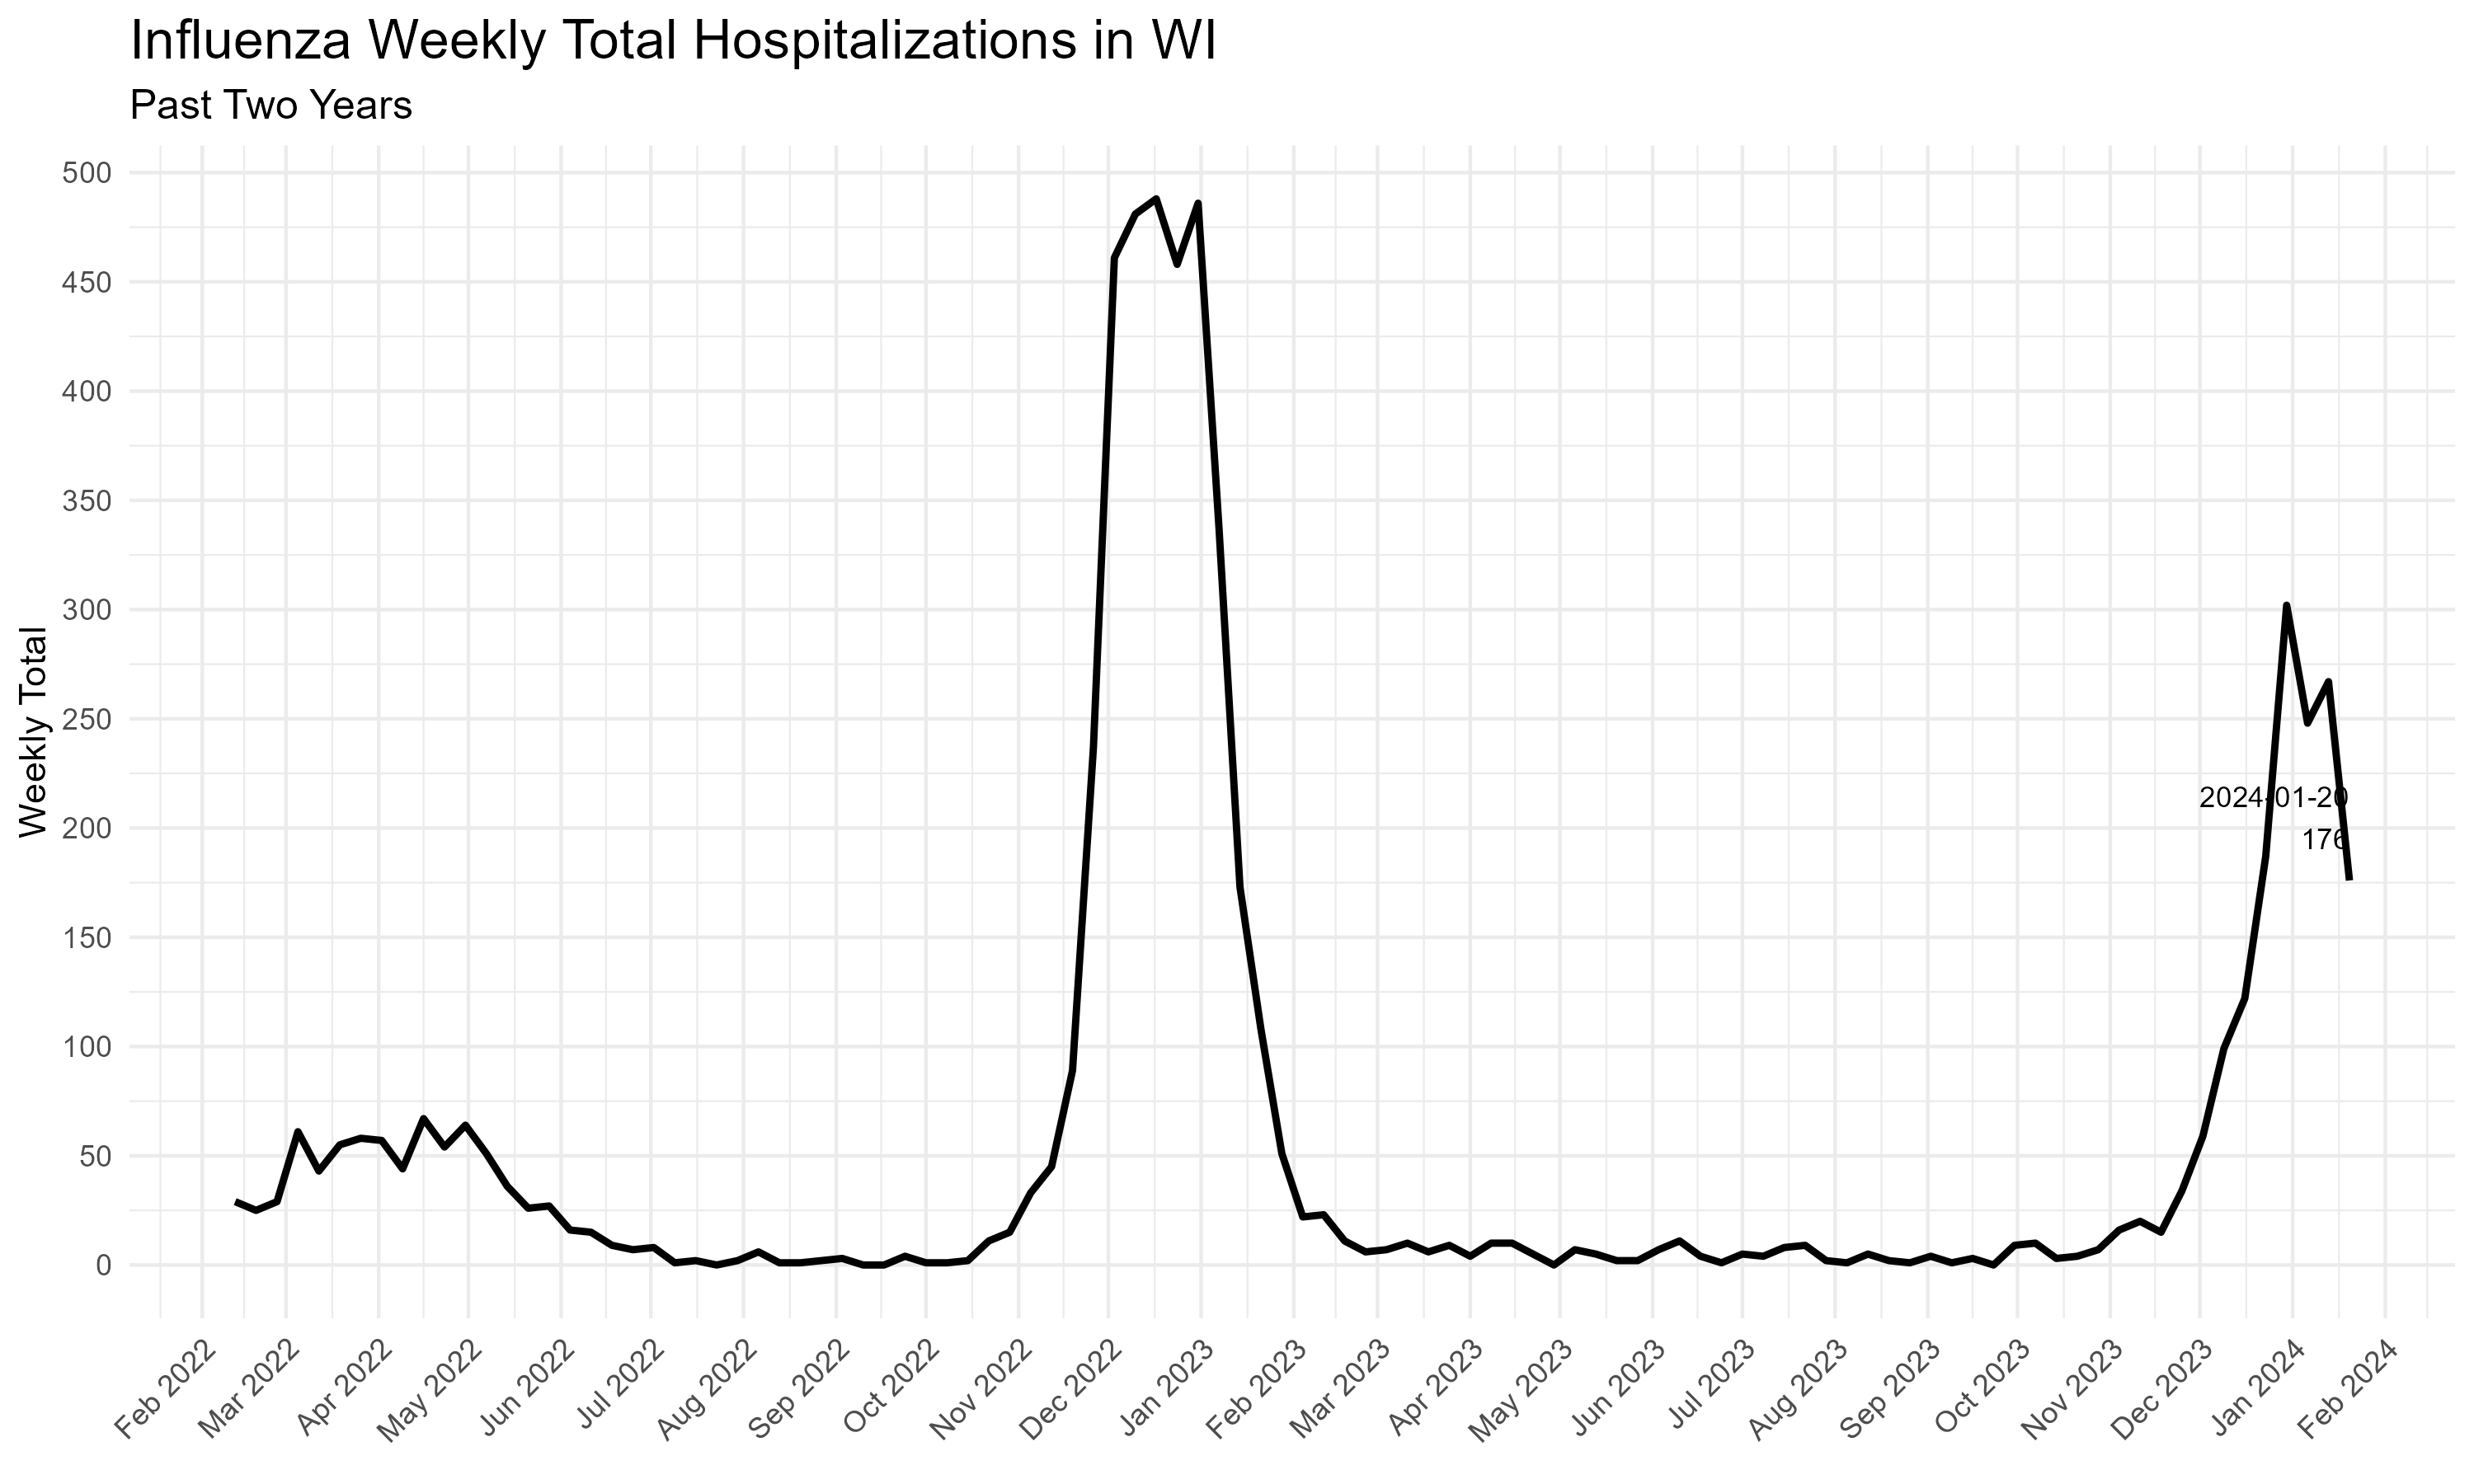 Influenza Weekly Total Hospitalizations in WI
Past Two Years
Weekly Total
500
450
400
350
300
250
200
150
100
50
0
2024-01-20
176
Feb 2022
Mar 2022
Apr 2022
May 2022
Jun 2022
Jul 2022
Aug 2022
Sep 2022
Oct 2022
Nov 2022
Dec 2022
Jan 2023
Feb 2023
Mar 2023
Apr 2023
May 2023
Jun 2023
Jul 2023
Aug 2023
Sep 2023
Oct 2023
Nov 2023
Dec 2023
Jan 2024
Feb 2024